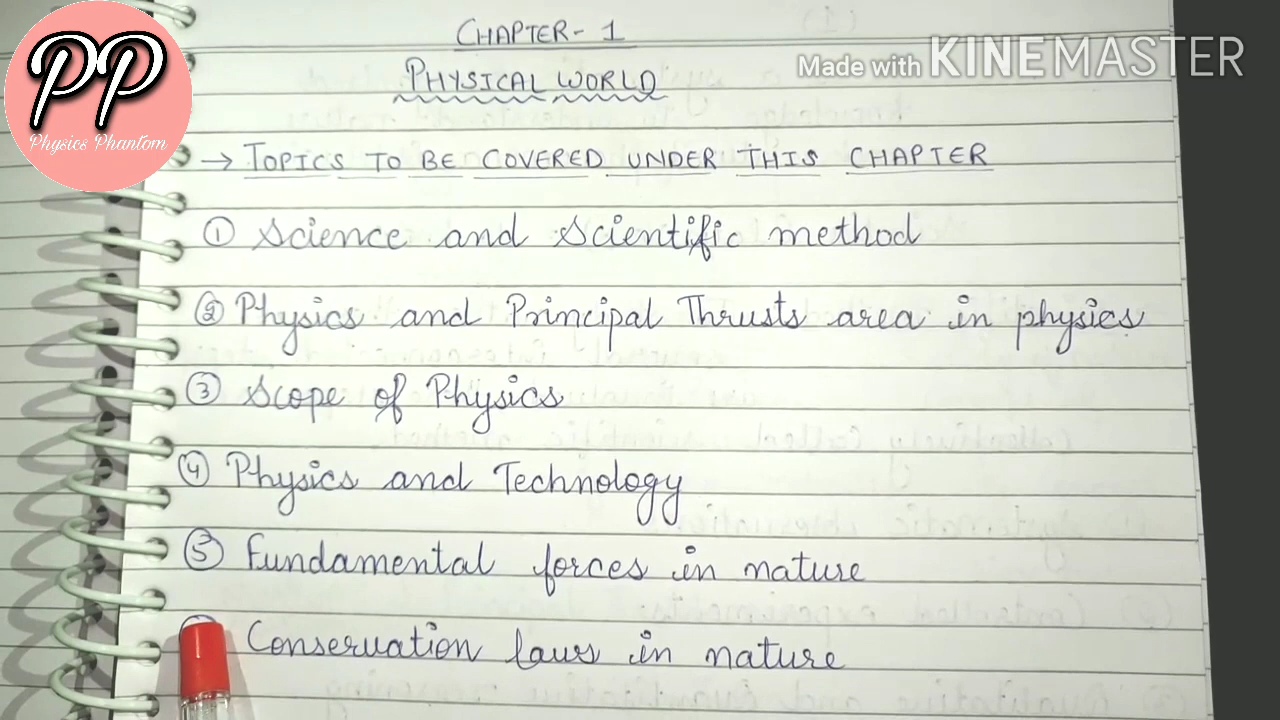 CHAPTER- 1
PHYSICAL WORLD
Made with KINEMASTER
PP
Physics Phantom
→ TOPICS TO BE COVERED UNDER THIS CHAPTER
① Science and Scientific method
② Physics and Principal Thrusts area in physics
③ Scope of Physics
④ Physics and Technology
⑤ Fundamental forces in nature
Conservation laws in nature